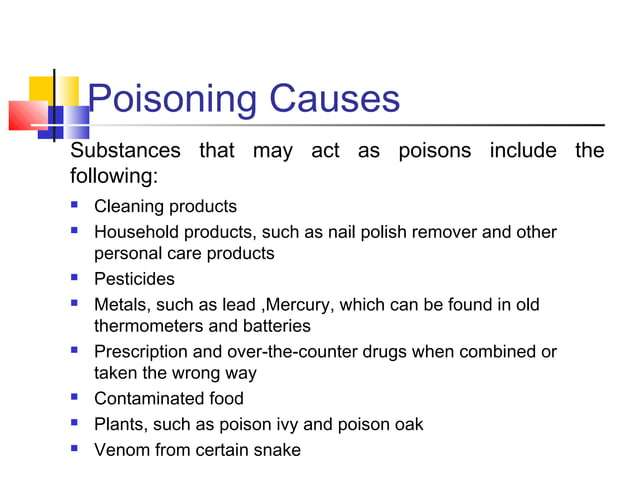 Poisoning Causes
Substances that may act as poisons include the
following:
Cleaning products
Household products, such as nail polish remover and other
personal care products
Pesticides
Metals, such as lead ,Mercury, which can be found in old
thermometers and batteries
Prescription and over-the-counter drugs when combined or
taken the wrong way
Contaminated food
Plants, such as poison ivy and poison oak
Venom from certain snake